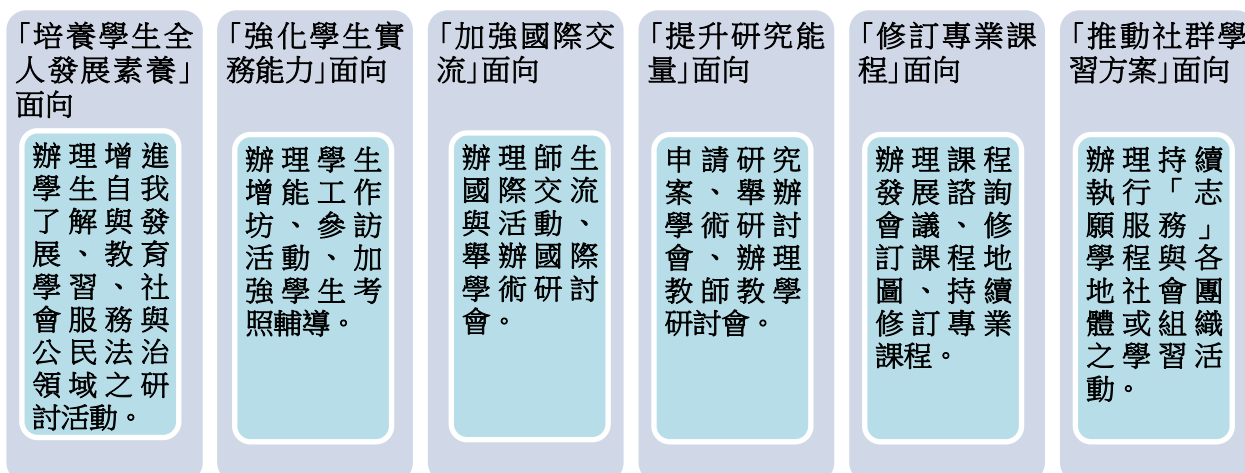 「培養學生全
人發展素養」
面向
辦理增進
學生自我
了解與發
展、教育
學習、社
會服務與
公民法治
領域之研
討活動。
「強化學生實
務能力」面向
辦理學生
增能工作
坊、參訪
活動、加
強學生考
照輔導。
「加強國際交
流」面向
辦理師生
國際交流
與活動、
舉辦國際
學術研討
會。
「提升研究能
量」面向
申請研究
案、舉辦
學術研討
會、辦理
教師教學
研討會。
「修訂專業課
程」面向
辦理課程
發展諮詢
會議、修
訂課程地
圖、持續
修訂專業
課程。
「推動社群學
習方案」面向
辦理持續
執行「志
願服務」
學程與各
地社會團
體或組織
之學習活
動。